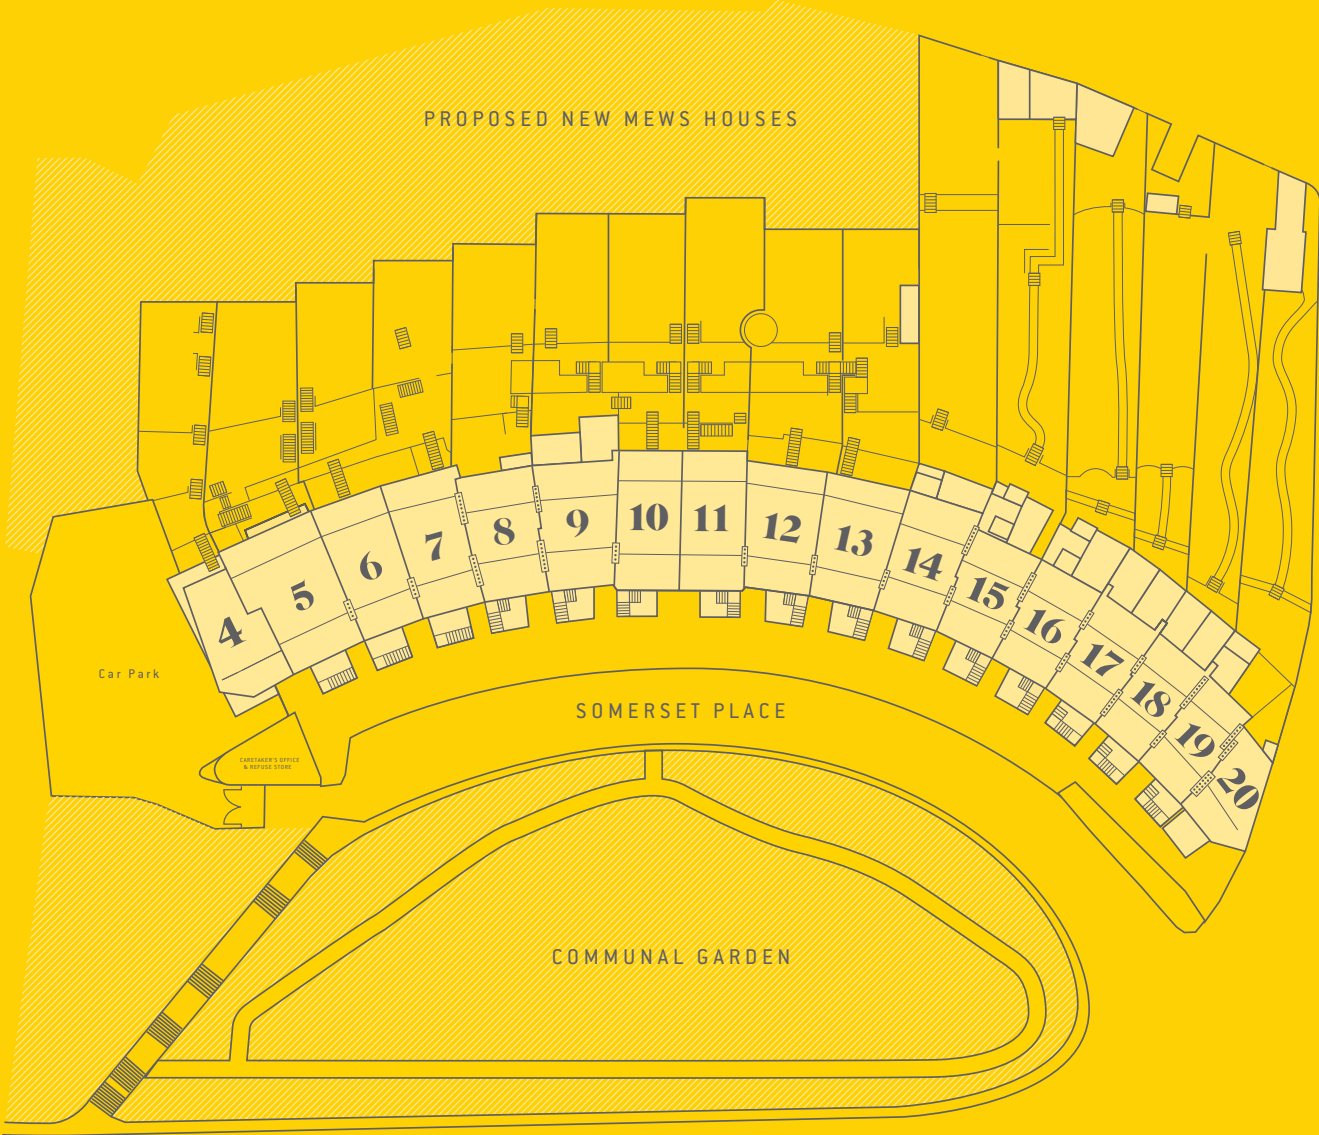 PROPOSED NEW MEWS HOUSES
4
5
6
7
8
9
10
11
12
13
14
15
16
17
18
19
20
Car Park
SOMERSET PLACE
CARETAKER'S OFFICE
& REFUSE STORE
COMMUNAL GARDEN